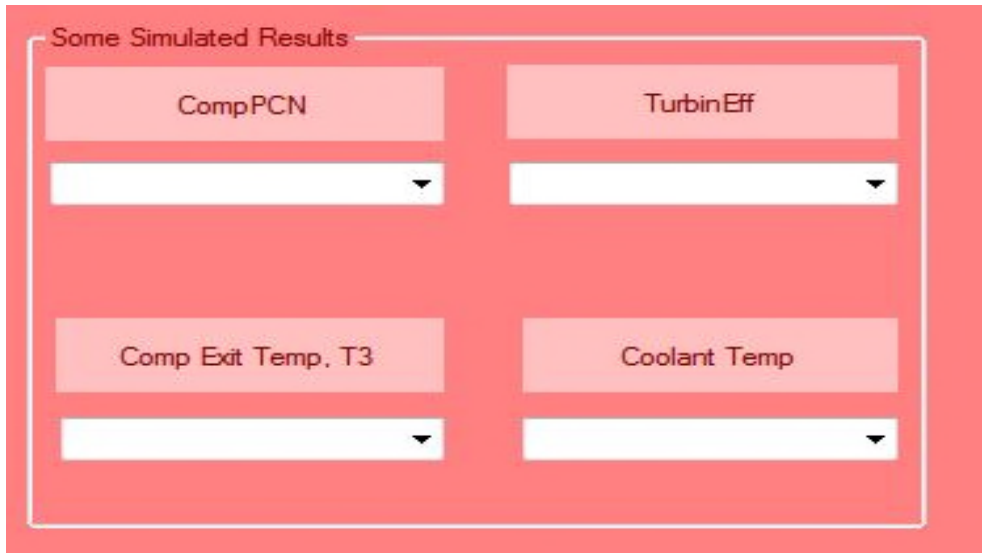 Some Simulated Results
CompPCN
TurbinEff
Comp Exit Temp, T3
Coolant Temp